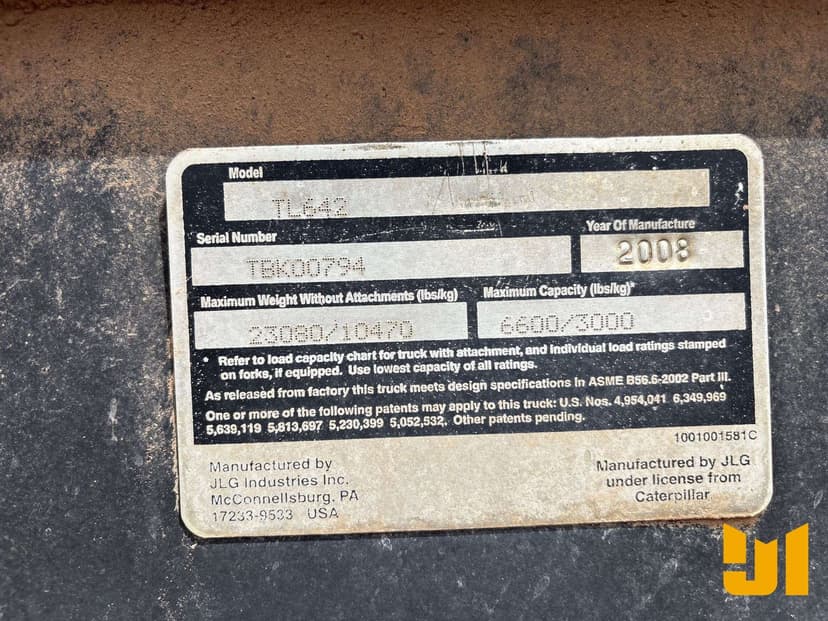 Model
TL642
Serial Number
Year Of Manufacture
TBK00794
2008
Maximum Weight Without Attachments (lbs/kg)
Maximum Capacity (lbs/kg)*
23080/10470
6600/3000
* Refer to load capacity chart for truck with attachment, and individual load ratings stamped
on forks, if equipped. Use lowest capacity of all ratings.
As released from factory this truck meets design specifications in ASME B56.6-2002 Part III.
One or more of the following patents may apply to this truck: U.S. Nos. 4,954,041 6,349,969
5,639,119 5,813,697 5,230,399 5,052,532. Other patents pending.
1001001581C
Manufactured by
JLG Industries Inc.
McConnellsburg, PA
17233-9533 USA
Manufactured by JLG
under license from
Caterpillar